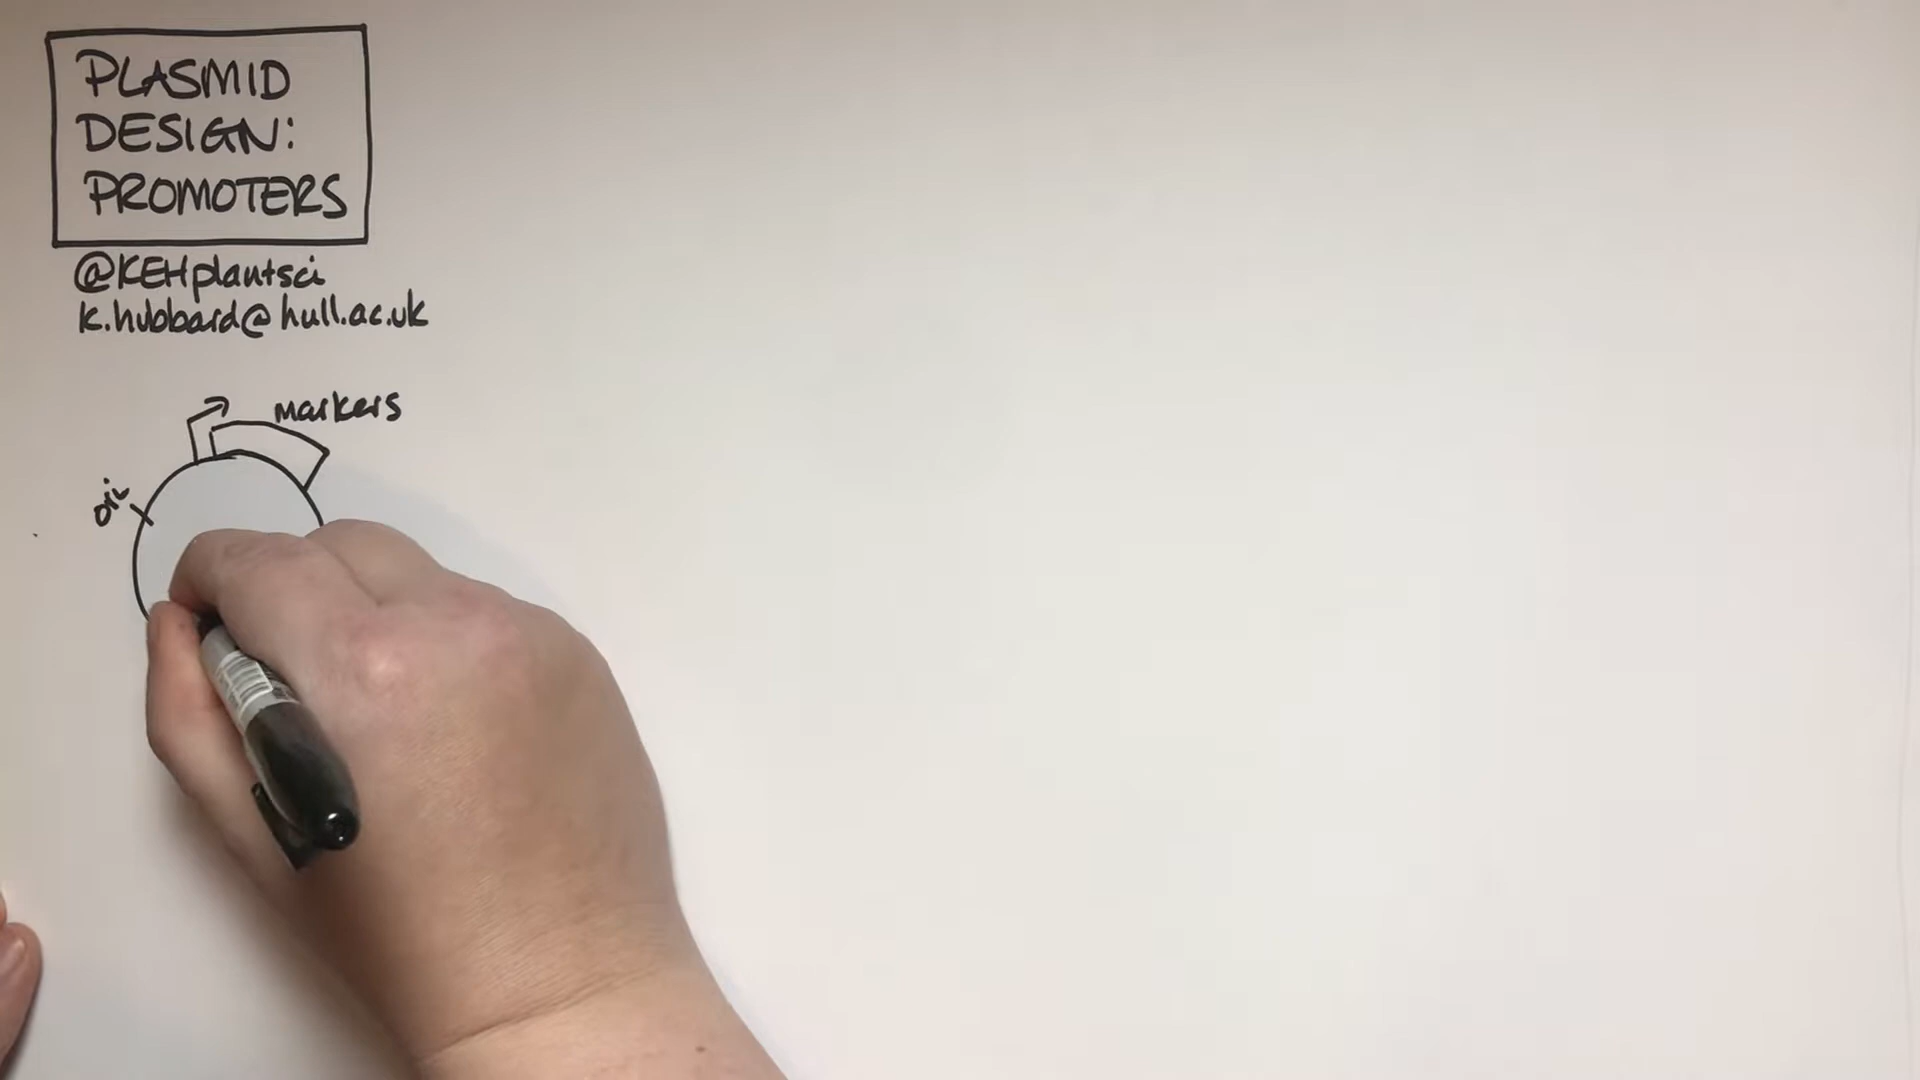 PLASMID
DESIGN:
PROMOTERS
@KEHplantsci
k.hubbard@hull.ac.uk
markers
ori